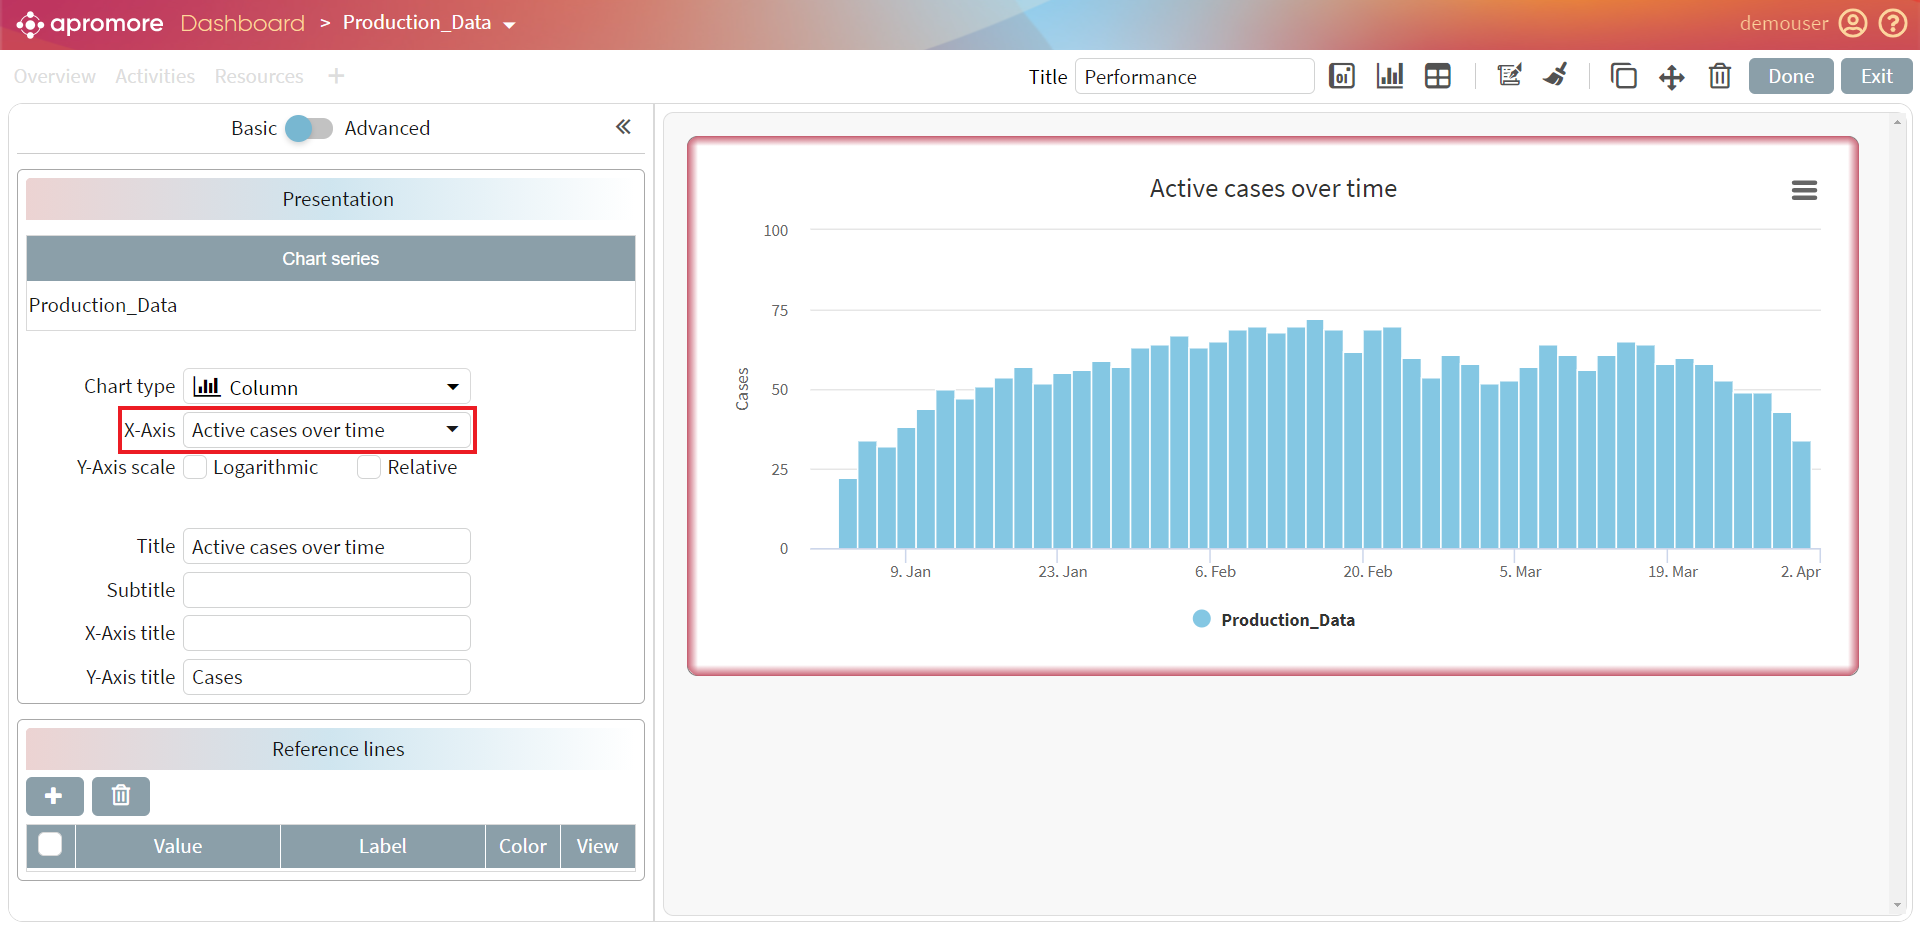 apromore Dashboard > Production_Data
demouser
Overview Activities Resources +
Title Performance
Done Exit
Basic Advanced
Presentation
Chart series
Production_Data
Chart type Column
X-Axis Active cases over time
Y-Axis scale Logarithmic Relative
Title Active cases over time
Subtitle
X-Axis title
Y-Axis title Cases
Reference lines
Value Label Color View
Active cases over time
100
75
50
25
0
Cases
9. Jan 23. Jan 6. Feb 20. Feb 5. Mar 19. Mar 2. Apr
Production_Data